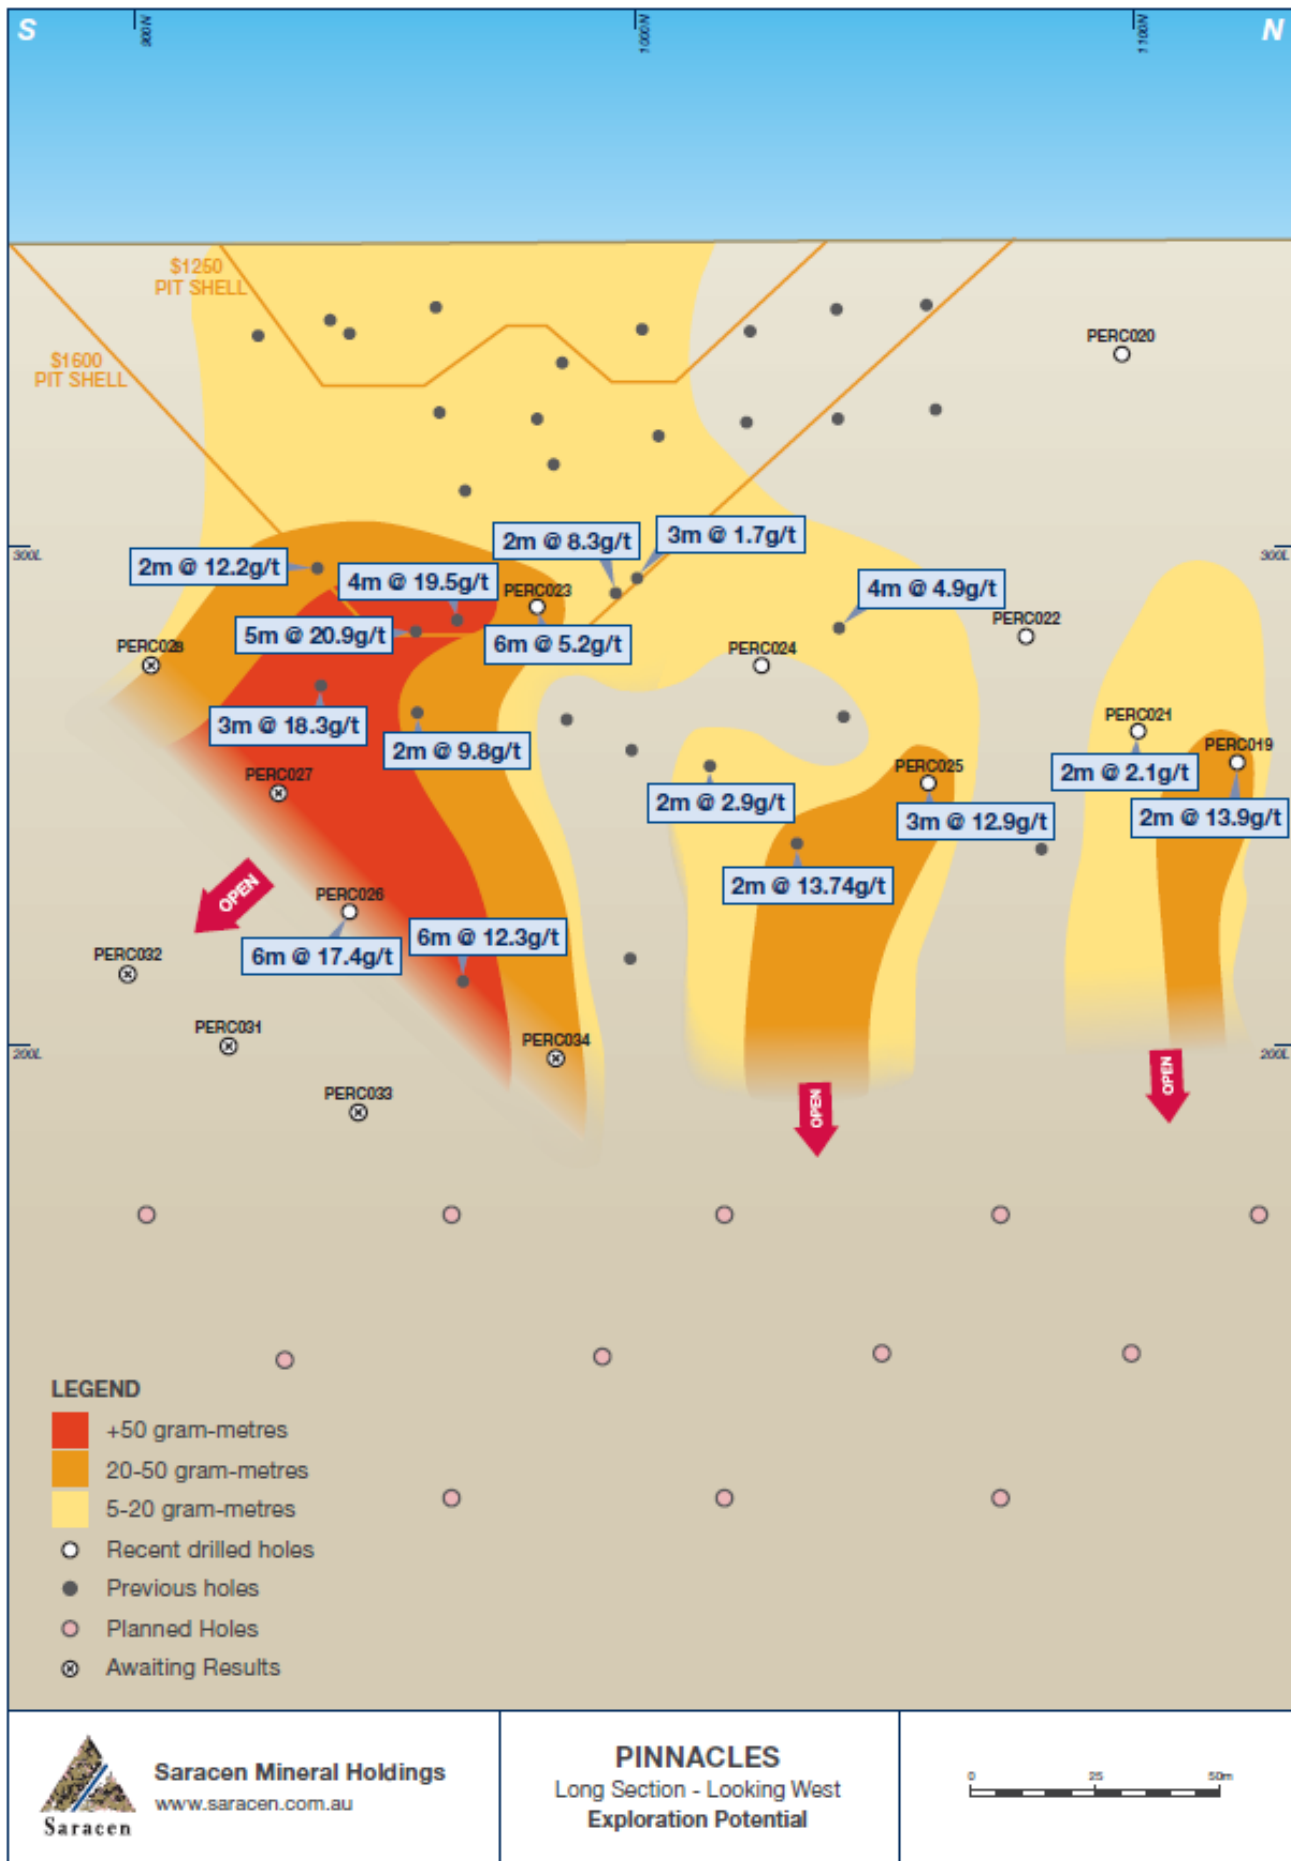 S
N
900N
1000N
1100N
$1250
PIT SHELL
PERC020
$1600
PIT SHELL
2m @ 8.3g/t
3m @ 1.7g/t
300L
300L
2m @ 12.2g/t
4m @ 19.5g/t
PERC023
4m @ 4.9g/t
PERC022
5m @ 20.9g/t
6m @ 5.2g/t
PERC028
PERC024
3m @ 18.3g/t
2m @ 9.8g/t
PERC021
PERC019
PERC027
PERC025
2m @ 2.1g/t
2m @ 2.9g/t
3m @ 12.9g/t
2m @ 13.9g/t
OPEN
PERC026
2m @ 13.74g/t
6m @ 17.4g/t
6m @ 12.3g/t
PERC032
PERC031
PERC034
200L
200L
PERC033
OPEN
OPEN
LEGEND
+50 gram-metres
20-50 gram-metres
5-20 gram-metres
Recent drilled holes
Previous holes
Planned Holes
Awaiting Results
Saracen
Saracen Mineral Holdings
www.saracen.com.au
PINNACLES
Long Section - Looking West
Exploration Potential
0 25 50m